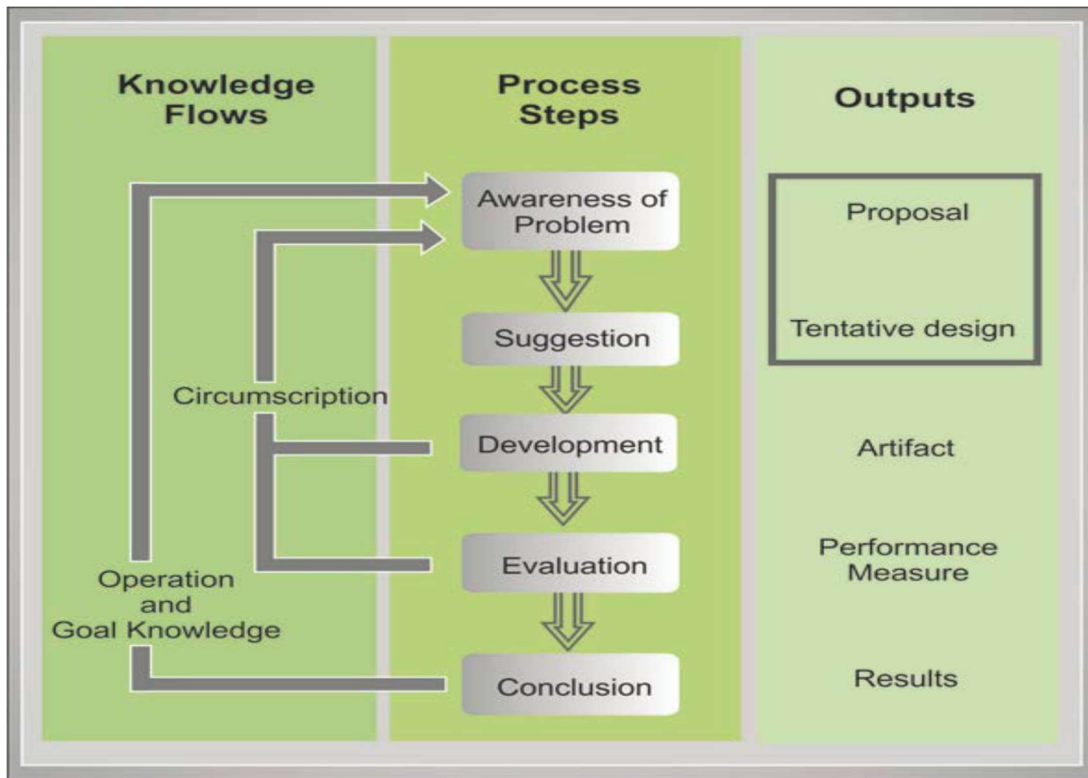 Knowledge
Flows
Process
Steps
Outputs
Awareness of
Problem
Proposal
Suggestion
Tentative design
Circumscription
Development
Artifact
Evaluation
Performance
Measure
Operation
and
Goal Knowledge
Conclusion
Results